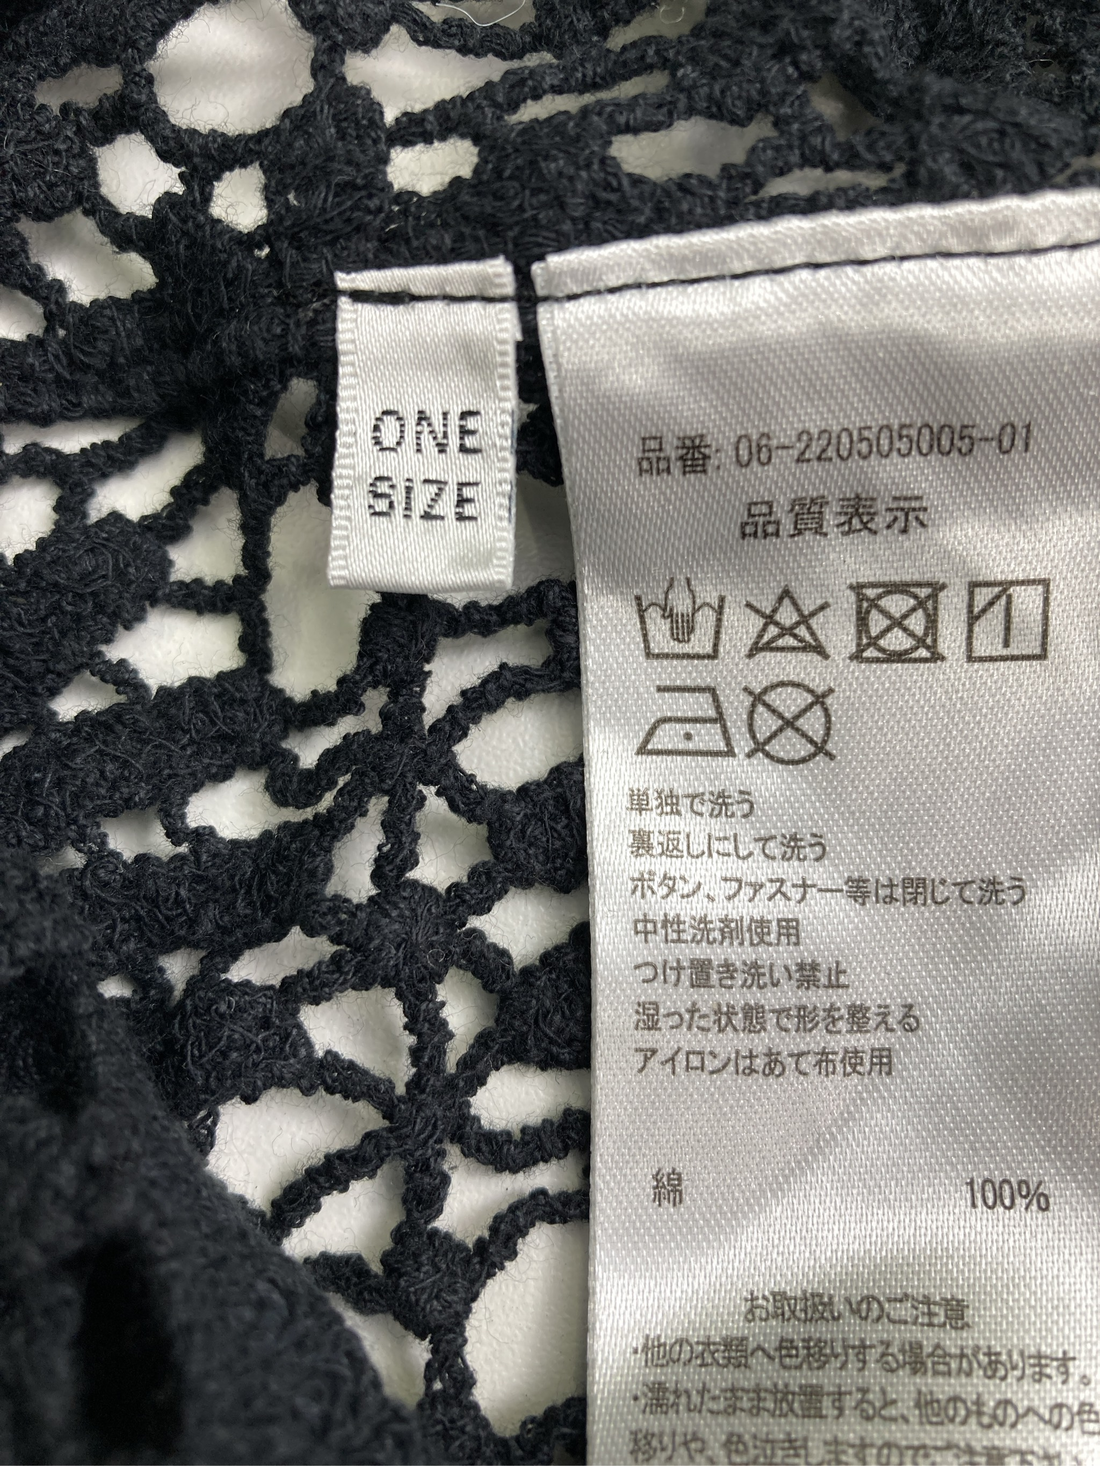 ONE
SIZE
品番: 06-220505005-01
品質表示
単独で洗う
裏返しにして洗う
ボタン、ファスナー等は閉じて洗う
中性洗剤使用
つけ置き洗い禁止
湿った状態で形を整える
アイロンはあて布使用
綿 100%
お取扱いのご注意
・他の衣類へ色移りする場合があります。
・濡れたまま放置すると、他のものへの色
移りや、色泣きしますのでご注意下さい